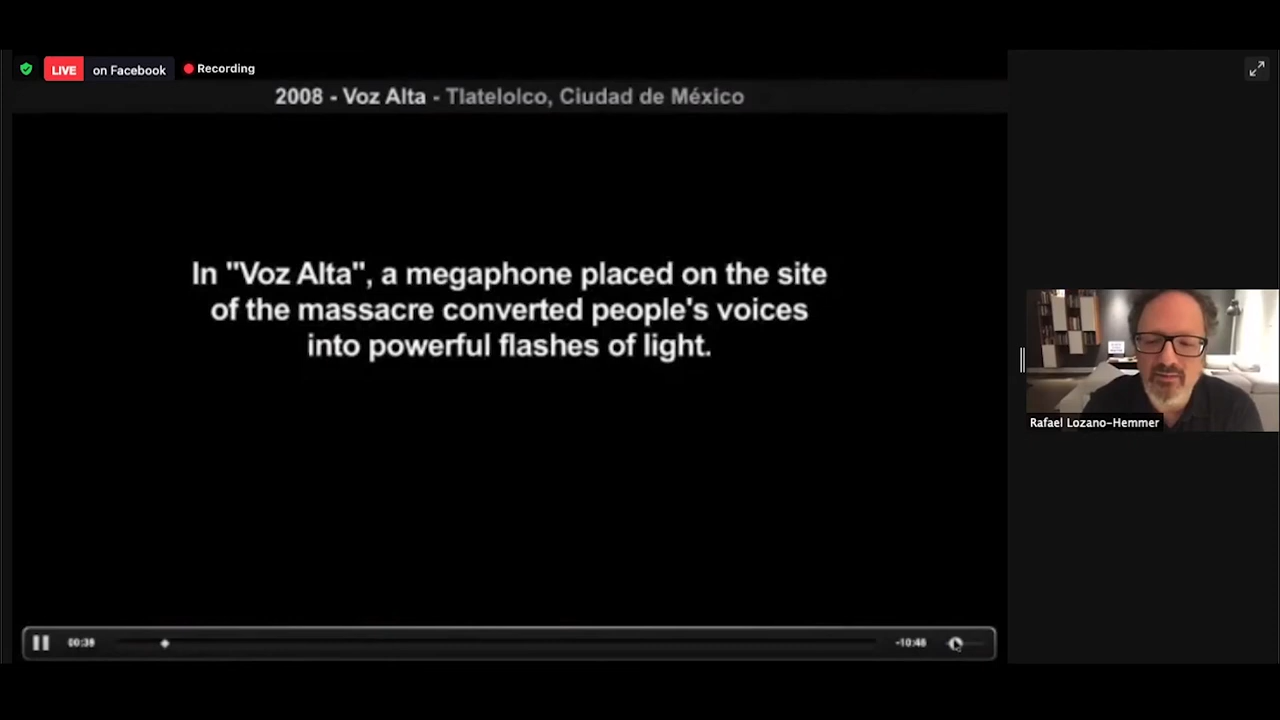 LIVE on Facebook Recording
2008 - Voz Alta - Tlatelolco, Ciudad de México
In "Voz Alta", a megaphone placed on the site
of the massacre converted people's voices
into powerful flashes of light.
Rafael Lozano-Hemmer
00:39 -10:48